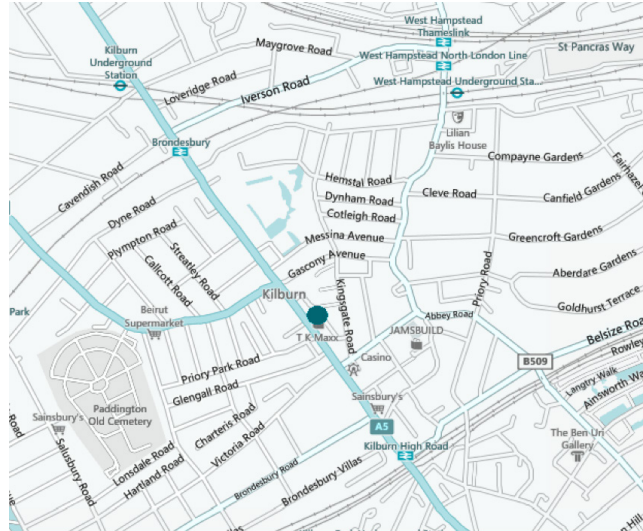 West Hampstead
Thameslink
Maygrove Road
Kilburn
Underground
Station
West Hampstead North London Line
St Pancras Way
Loveridge Road
Iverson Road
West Hampstead Underground Sta...
Lilian
Baylis House
Brondesbury
Compayne Gardens
Cavendish Road
Hemstal Road
Cleve Road
Canfield Gardens
Dynham Road
Dyne Road
Cotleigh Road
Plympton Road
Messina Avenue
Greencroft Gardens
Streatley Road
Callcott Road
Gascony Avenue
Priory Road
Aberdare Gardens
Kilburn
Kingsgate Road
Goldhurst Terrace
Park
Beirut
Supermarket
Abbey Road
T K Maxx
JAMSBUILD
Belsize Roa
Casino
B509
Rowley
Priory Park Road
Glengall Road
Langtry Walk
Ainsworth Way
Sainsbury's
Paddington
Old Cemetery
Sainsbury's
Charteris Road
A5
Victoria Road
Kilburn High Road
The Ben Uri
Gallery
Salusbury Road
Lonsdale Road
Hartland Road
Brondesbury Road
Brondesbury Villas